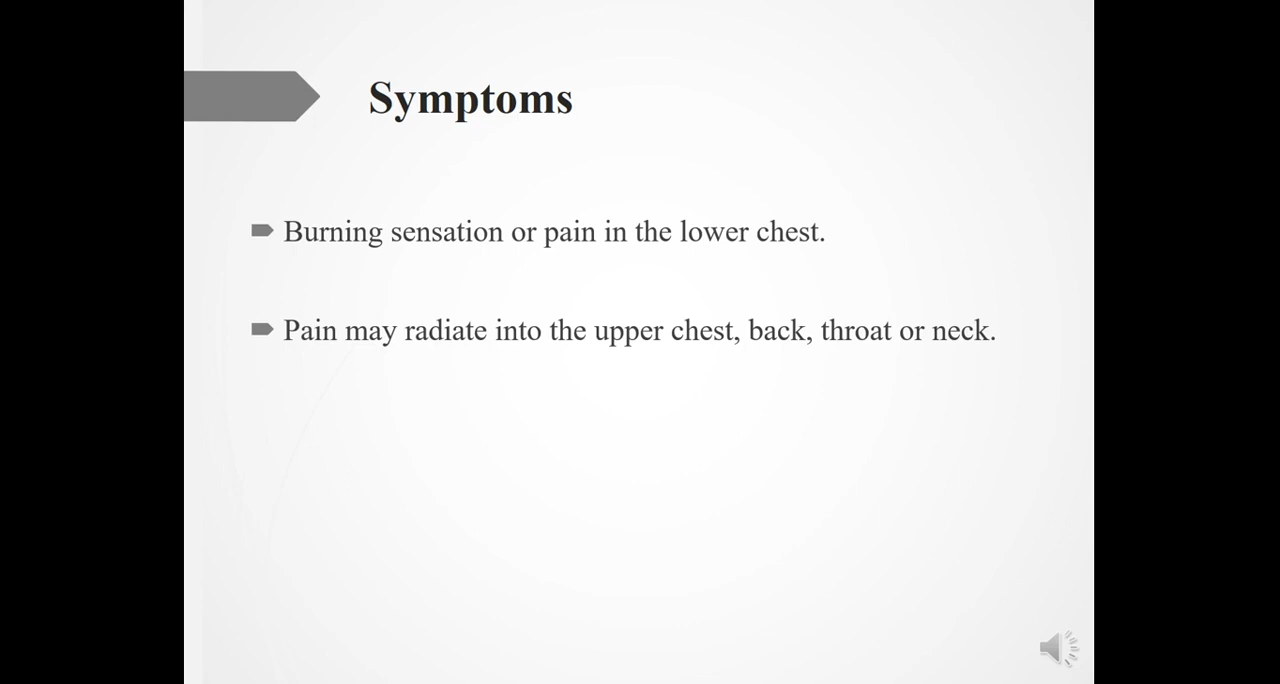 Symptoms
Burning sensation or pain in the lower chest.
Pain may radiate into the upper chest, back, throat or neck.